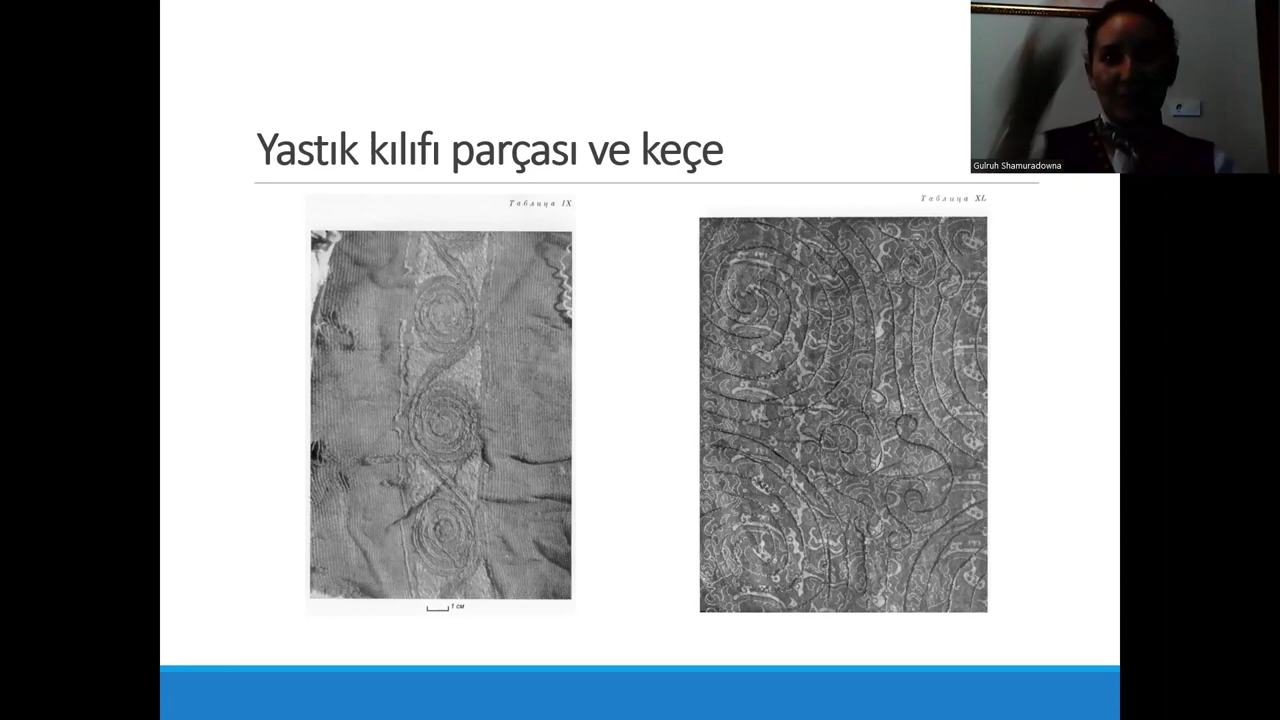 Yastık kılıfı parçası ve keçe
Таблица IX
Таблица XL
1 см
Gulruh Shamuradowna